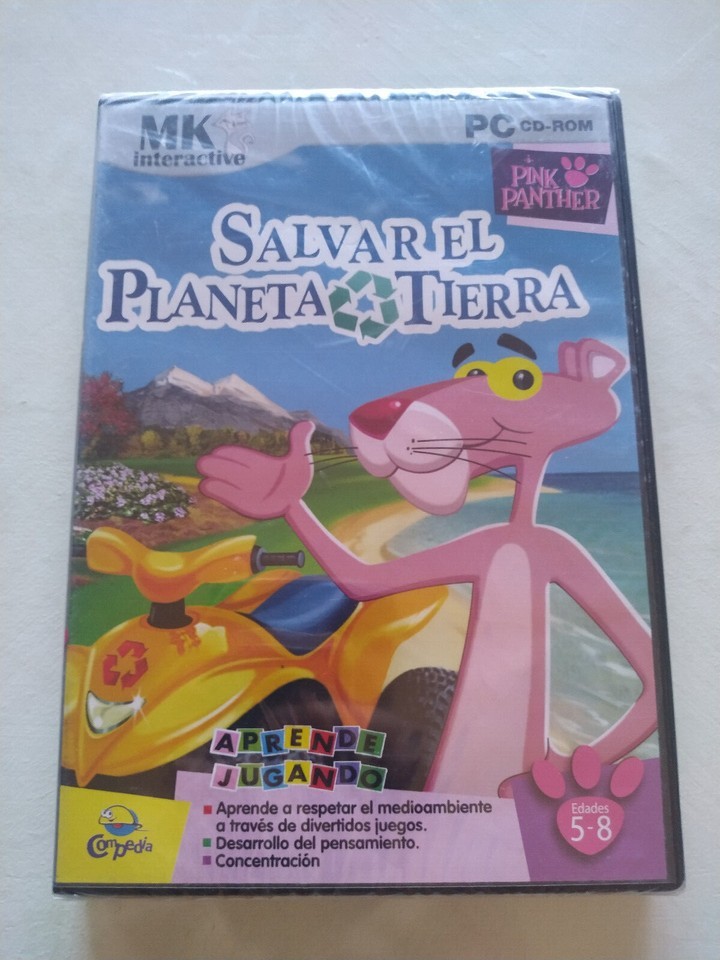 MK
interactive
PC CD-ROM
PINK
PANTHER
SALVAR EL
PLANETA TIERRA
APRENDE
JUGANDO
Aprende a respetar el medioambiente
a través de divertidos juegos.
Desarrollo del pensamiento.
Concentración
Compedia
Edades
5-8